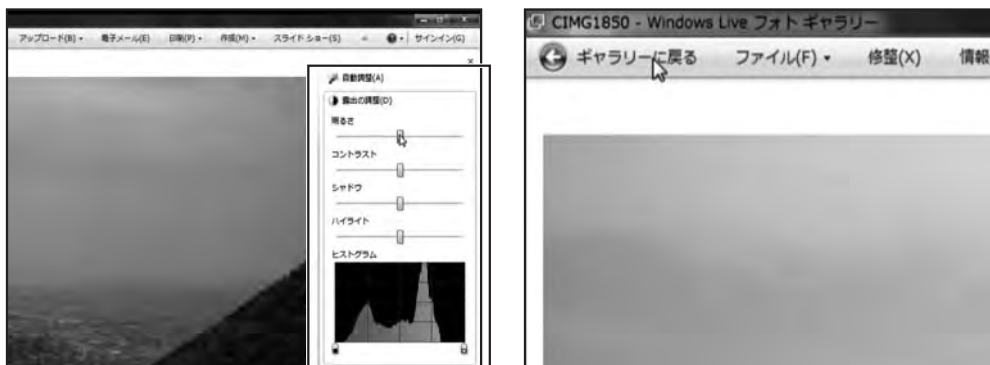 アップロード(B) 電子メール(E) 印刷(P) 作成(M) スライド ショー(S) サインイン(G)
自動調整(A)
露出の調整(D)
明るさ
コントラスト
シャドウ
ハイライト
ヒストグラム
CIMG1850 - Windows Live フォト ギャラリー
ギャラリーに戻る ファイル(F) 修整(X) 情報